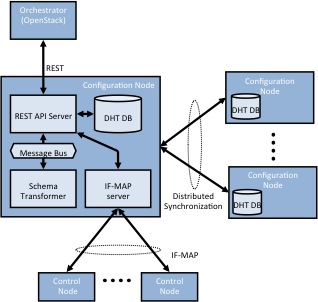 Orchestrator
(OpenStack)
REST
Configuration Node
REST API Server
DHT DB
Message Bus
Schema
Transformer
IF-MAP
server
Configuration
Node
DHT DB
Configuration
Node
DHT DB
Distributed
Synchronization
IF-MAP
Control
Node
Control
Node